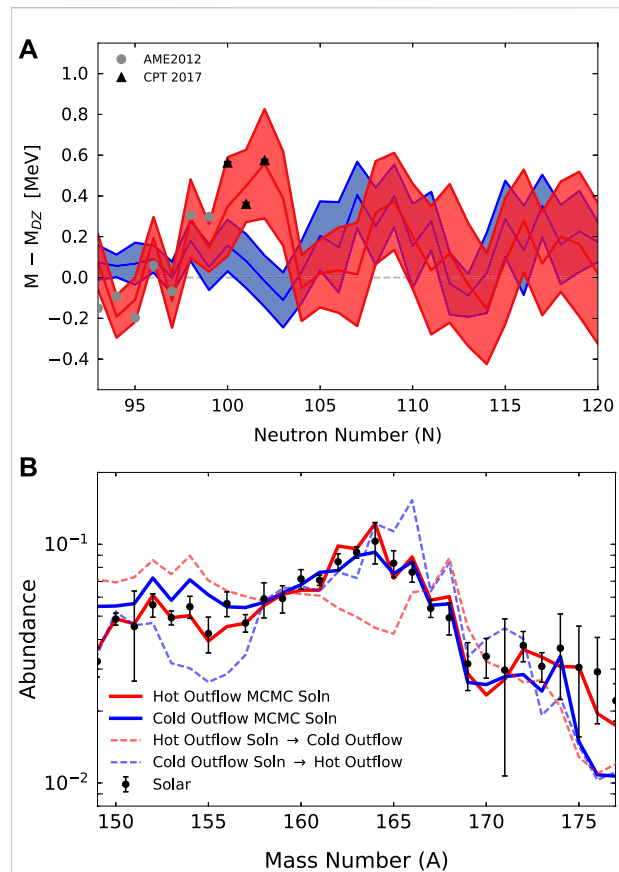 A
AME2012
CPT 2017
1.0
0.8
0.6
0.4
0.2
0.0
−0.2
−0.4
M − M_DZ [MeV]
95 100 105 110 115 120
Neutron Number (N)
B
10⁻¹
10⁻²
Abundance
Hot Outflow MCMC Soln
Cold Outflow MCMC Soln
Hot Outflow Soln → Cold Outflow
Cold Outflow Soln → Hot Outflow
Solar
150 155 160 165 170 175
Mass Number (A)